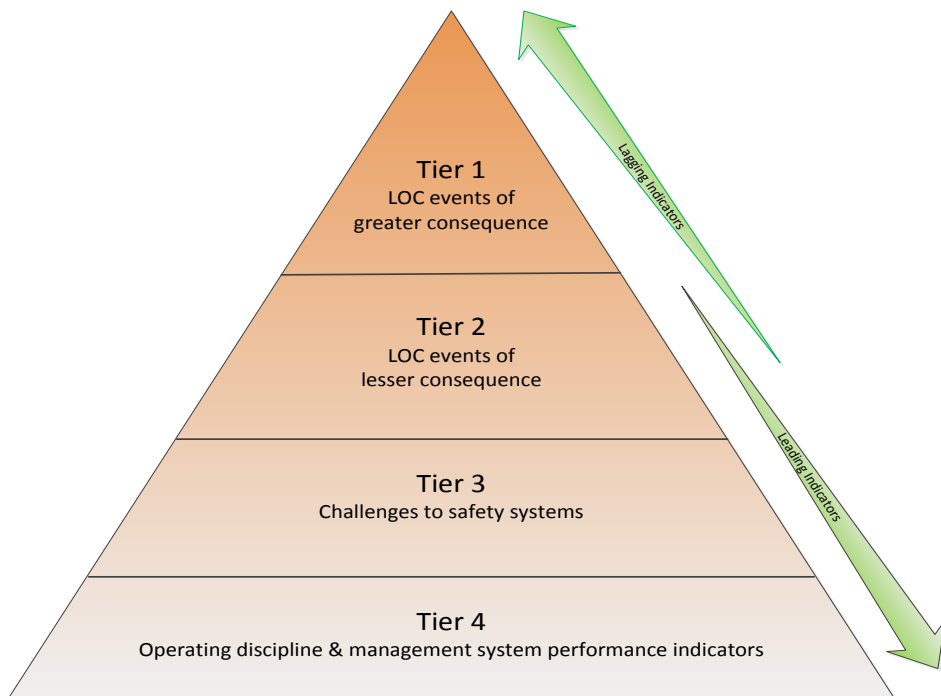 Tier 1
LOC events of
greater consequence
Lagging Indicators
Tier 2
LOC events of
lesser consequence
Leading Indicators
Tier 3
Challenges to safety systems
Tier 4
Operating discipline & management system performance indicators